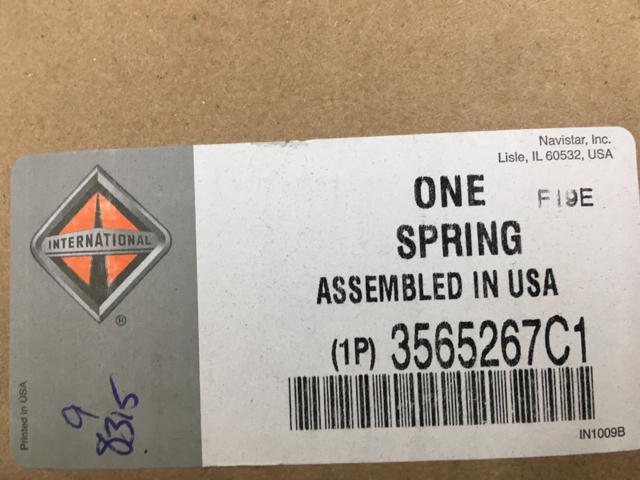 Navistar, Inc.
Lisle, IL 60532, USA
ONE
F19E
SPRING
ASSEMBLED IN USA
(1P) 3565267C1
IN1009B
INTERNATIONAL
®
Printed in USA
9
8315